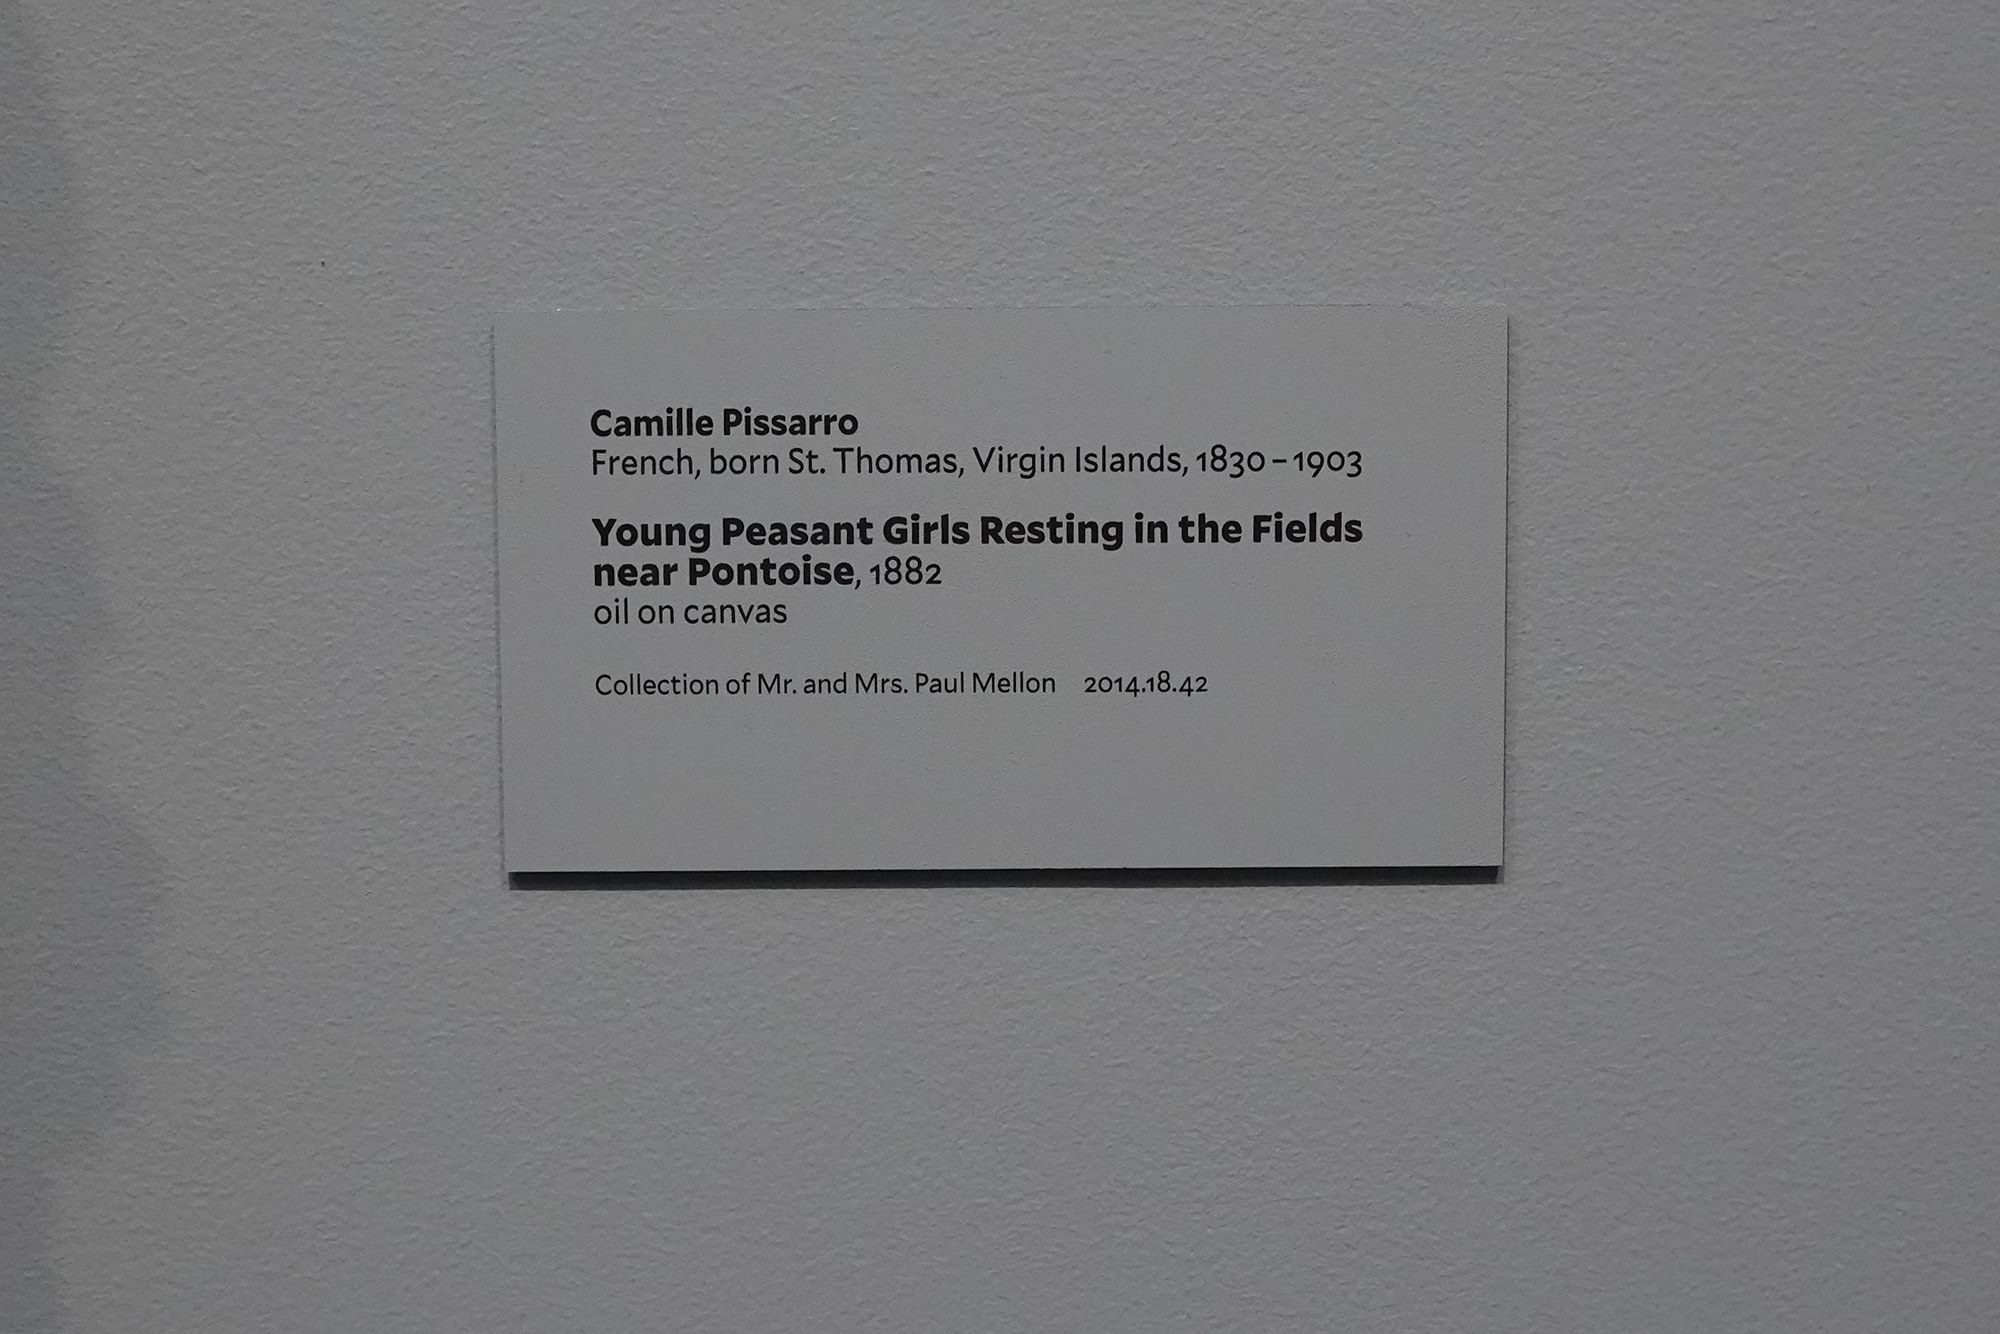 Camille Pissarro
French, born St. Thomas, Virgin Islands, 1830–1903
Young Peasant Girls Resting in the Fields
near Pontoise, 1882
oil on canvas
Collection of Mr. and Mrs. Paul Mellon 2014.18.42